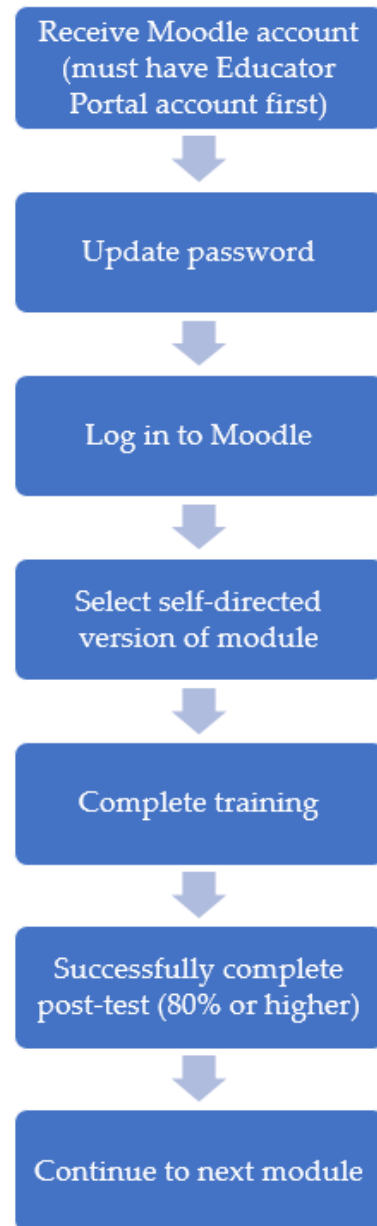 Receive Moodle account
(must have Educator
Portal account first)
Update password
Log in to Moodle
Select self-directed
version of module
Complete training
Successfully complete
post-test (80% or higher)
Continue to next module